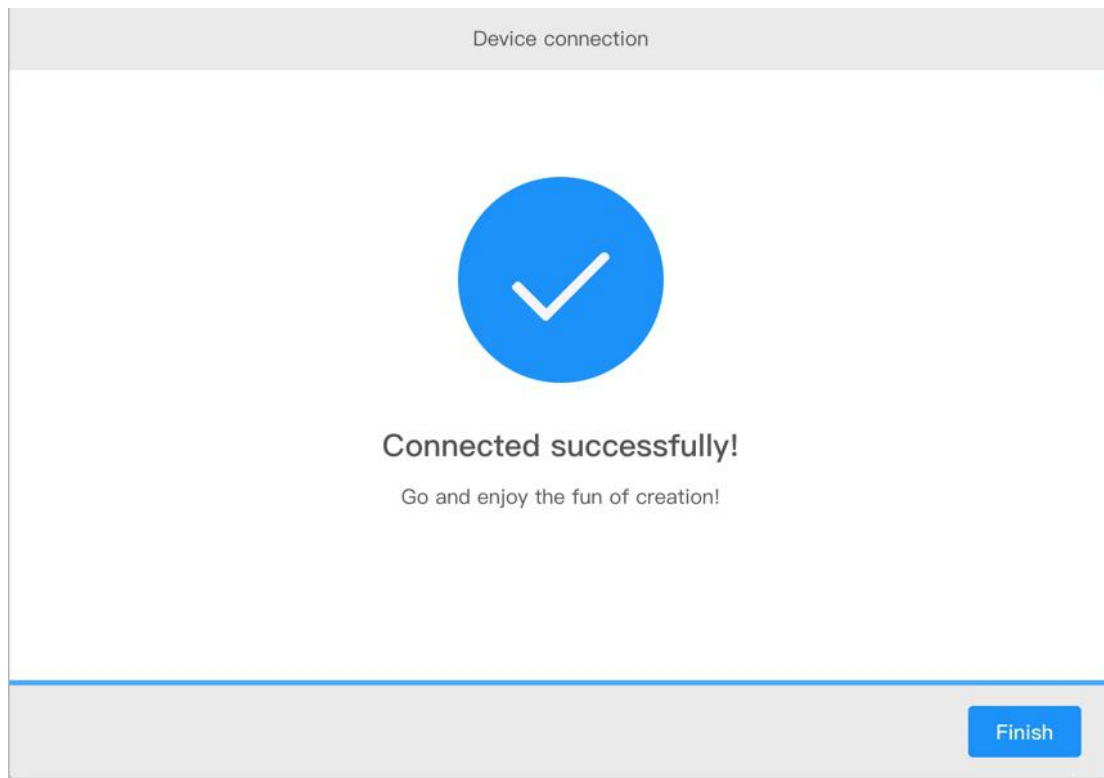 Device connection
Connected successfully!
Go and enjoy the fun of creation!
Finish